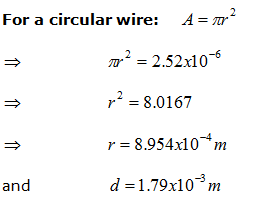 For a circular wire: A = πr²
⇒ πr² = 2.52x10⁻⁶
⇒ r² = 8.0167
⇒ r = 8.954x10⁻⁴ m
and d = 1.79x10⁻³ m